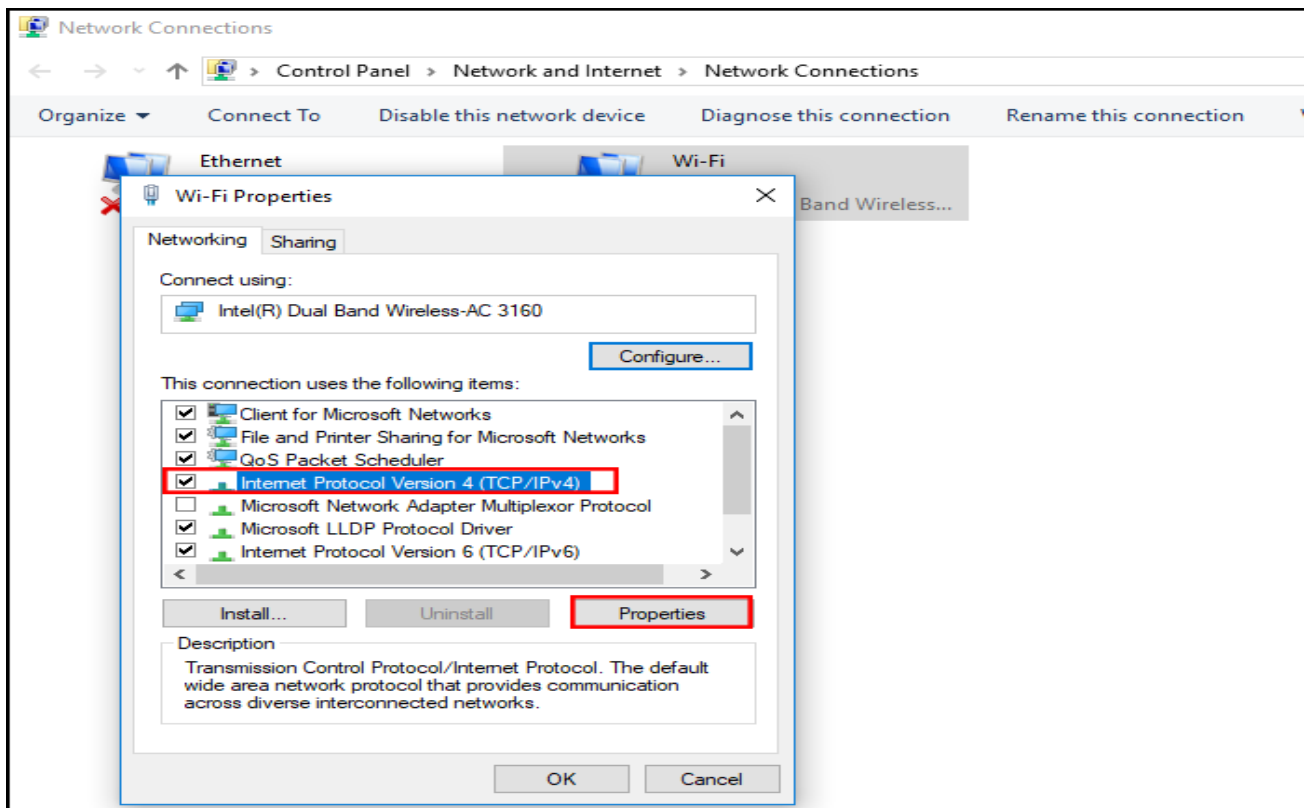 Network Connections
Control Panel > Network and Internet > Network Connections
Organize Connect To Disable this network device Diagnose this connection Rename this connection
Ethernet Wi-Fi
Band Wireless...
Wi-Fi Properties
Networking Sharing
Connect using:
Intel(R) Dual Band Wireless-AC 3160
Configure...
This connection uses the following items:
Client for Microsoft Networks
File and Printer Sharing for Microsoft Networks
QoS Packet Scheduler
Internet Protocol Version 4 (TCP/IPv4)
Microsoft Network Adapter Multiplexor Protocol
Microsoft LLDP Protocol Driver
Internet Protocol Version 6 (TCP/IPv6)
Install... Uninstall Properties
Description
Transmission Control Protocol/Internet Protocol. The default
wide area network protocol that provides communication
across diverse interconnected networks.
OK Cancel